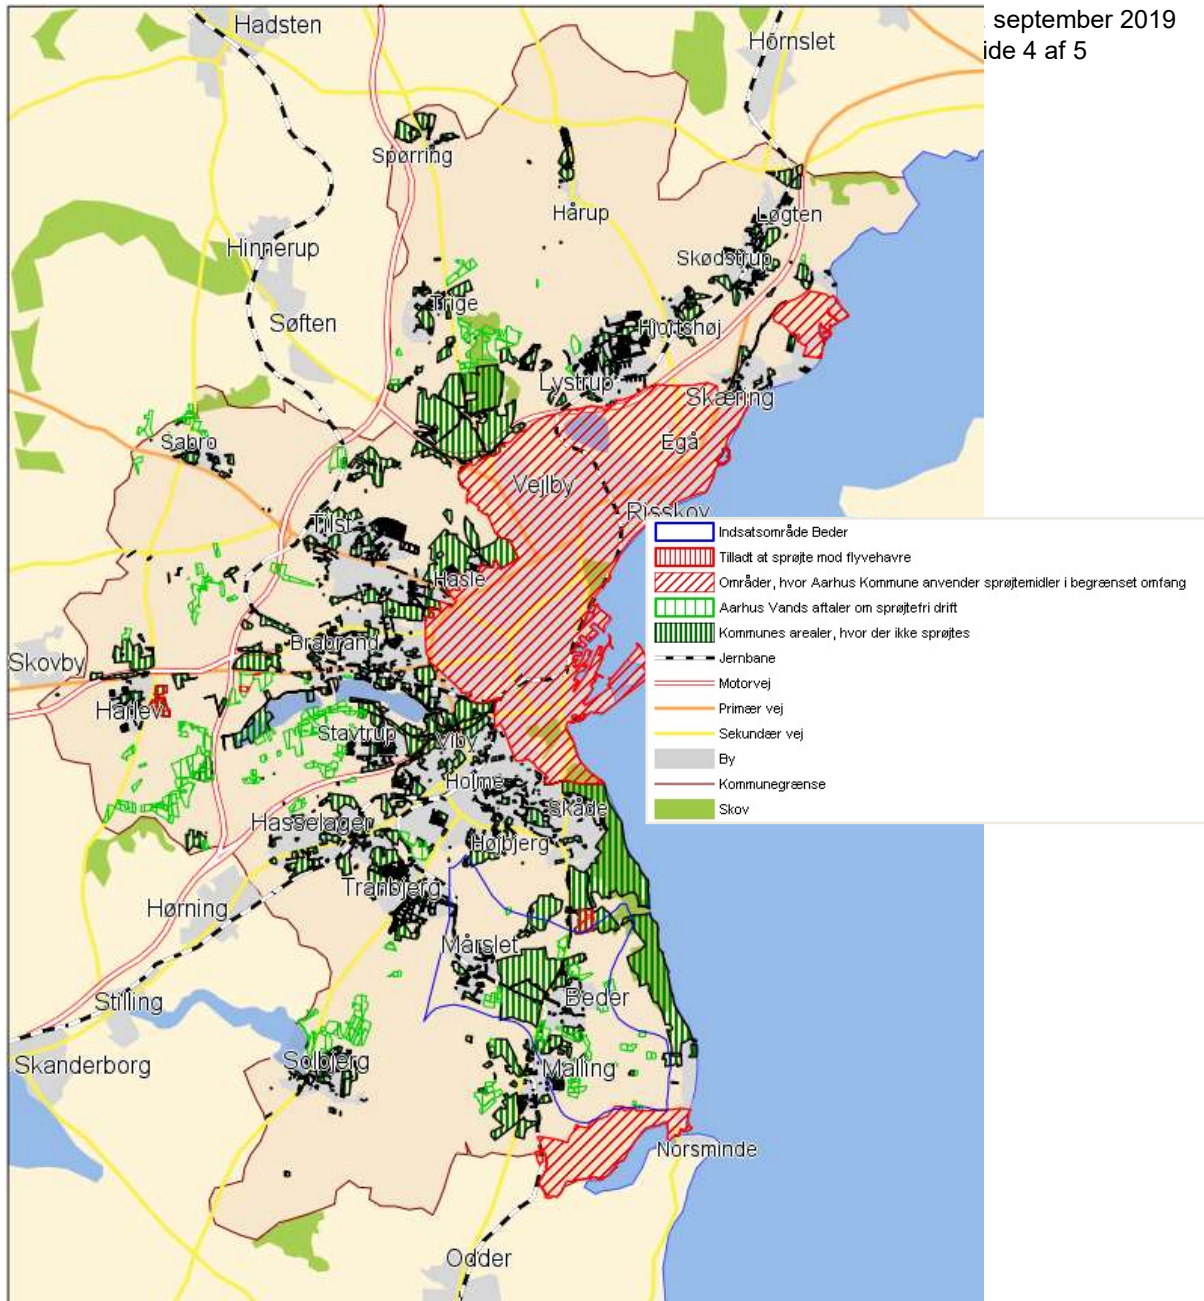 september 2019
ide 4 af 5
Hadsten
Hornslet
Spørring
Hårup
Løgten
Hinnerup
Skødstrup
Trige
Søften
Hjortshøj
Lystrup
Skæring
Sabro
Egå
Vejlby
Risskov
Tilst
Hasle
Brabrand
Skovby
Harlev
Stavtrup
Viby
Holme
Skåde
Hasselager
Højbjerg
Tranbjerg
Hørning
Mårslet
Beder
Stilling
Solbjerg
Malling
Skanderborg
Norsminde
Odder
Indsatsområde Beder
Tilladt at sprøjte mod flyvehavre
Områder, hvor Aarhus Kommune anvender sprøjtemidler i begrænset omfang
Aarhus Vands aftaler om sprøjtefri drift
Kommunes arealer, hvor der ikke sprøjtes
Jernbane
Motorvej
Primær vej
Sekundær vej
By
Kommunegrænse
Skov